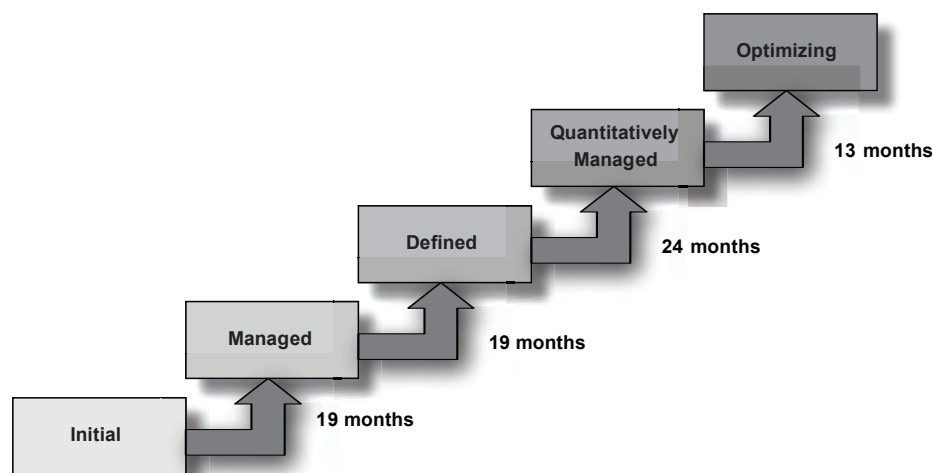 Optimizing
Quantitatively
Managed
13 months
Defined
24 months
Managed
19 months
Initial
19 months